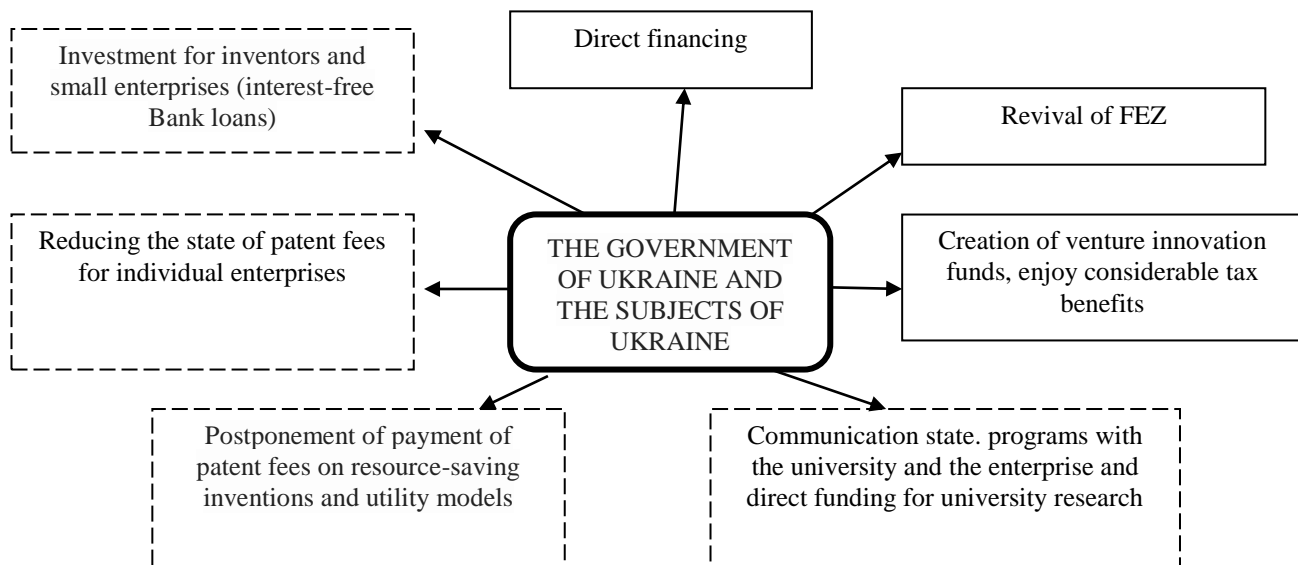 Investment for inventors and
small enterprises (interest-free
Bank loans)
Direct financing
Revival of FEZ
Reducing the state of patent fees
for individual enterprises
THE GOVERNMENT
OF UKRAINE AND
THE SUBJECTS OF
UKRAINE
Creation of venture innovation
funds, enjoy considerable tax
benefits
Postponement of payment of
patent fees on resource-saving
inventions and utility models
Communication state. programs with
the university and the enterprise and
direct funding for university research